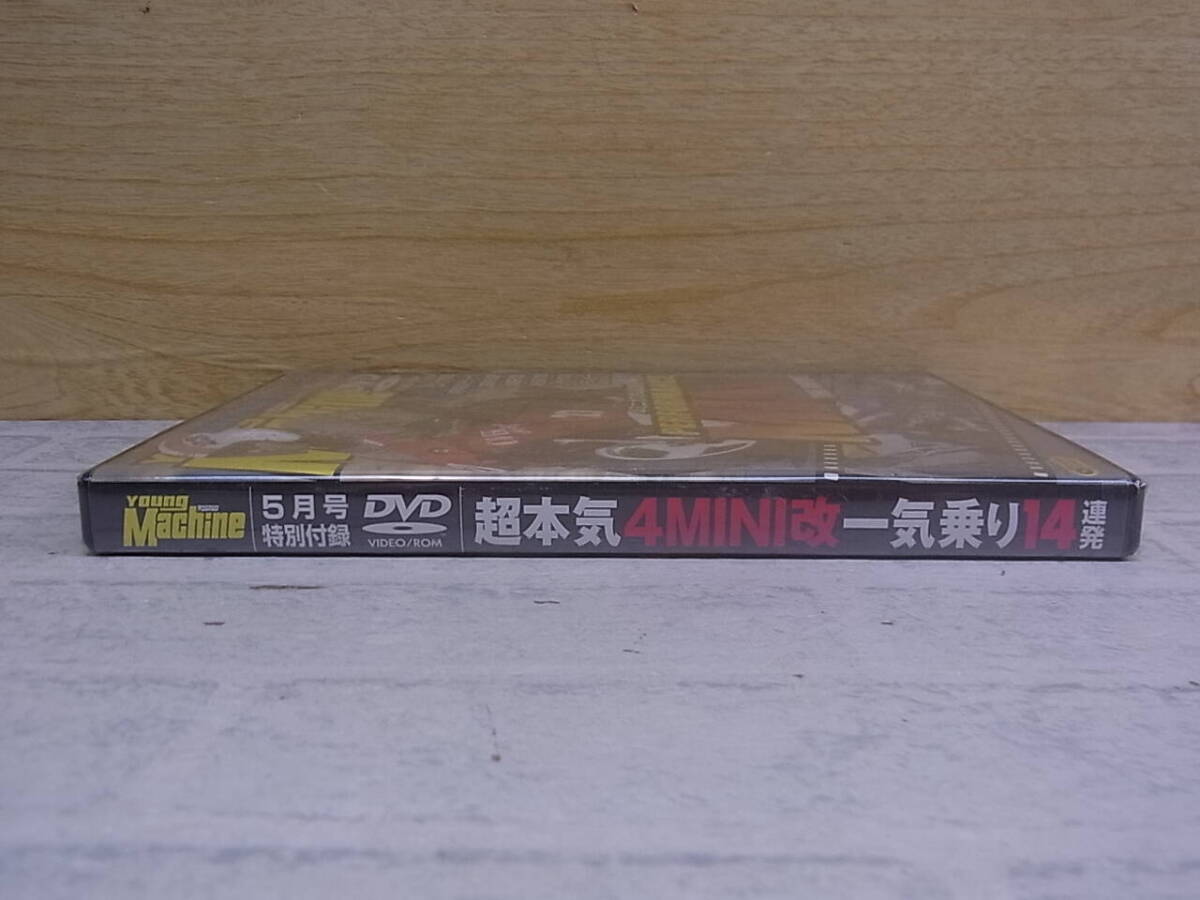 Young Machine
5月号
特別付録
DVD
VIDEO/ROM
超本気4MINI改一気乗り14連発